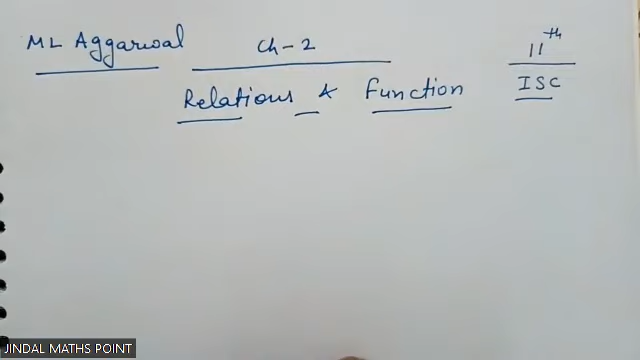 ML Aggarwal Ch-2 11th
Relations & Function ISC
JINDAL MATHS POINT